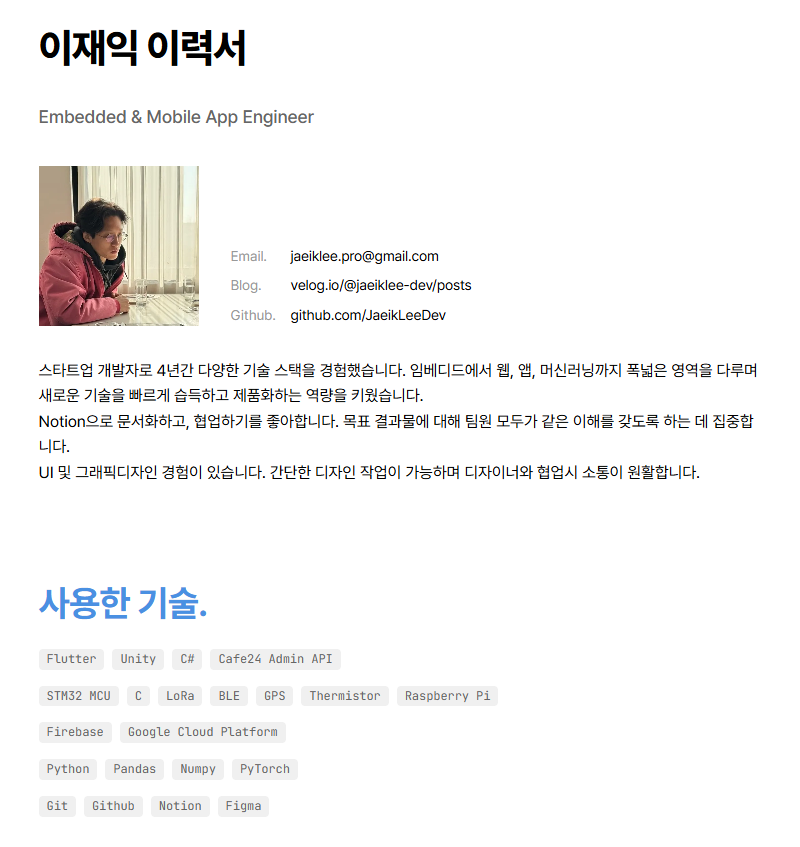 이재익 이력서
Embedded & Mobile App Engineer
Email. jaeiklee.pro@gmail.com
Blog. velog.io/@jaeiklee-dev/posts
Github. github.com/JaeikLeeDev
스타트업 개발자로 4년간 다양한 기술 스택을 경험했습니다. 임베디드에서 웹, 앱, 머신러닝까지 폭넓은 영역을 다루며
새로운 기술을 빠르게 습득하고 제품화하는 역량을 키웠습니다.
Notion으로 문서화하고, 협업하기를 좋아합니다. 목표 결과물에 대해 팀원 모두가 같은 이해를 갖도록 하는 데 집중합
니다.
UI 및 그래픽디자인 경험이 있습니다. 간단한 디자인 작업이 가능하며 디자이너와 협업시 소통이 원활합니다.
사용한 기술.
Flutter Unity C# Cafe24 Admin API
STM32 MCU C LoRa BLE GPS Thermistor Raspberry Pi
Firebase Google Cloud Platform
Python Pandas Numpy PyTorch
Git Github Notion Figma